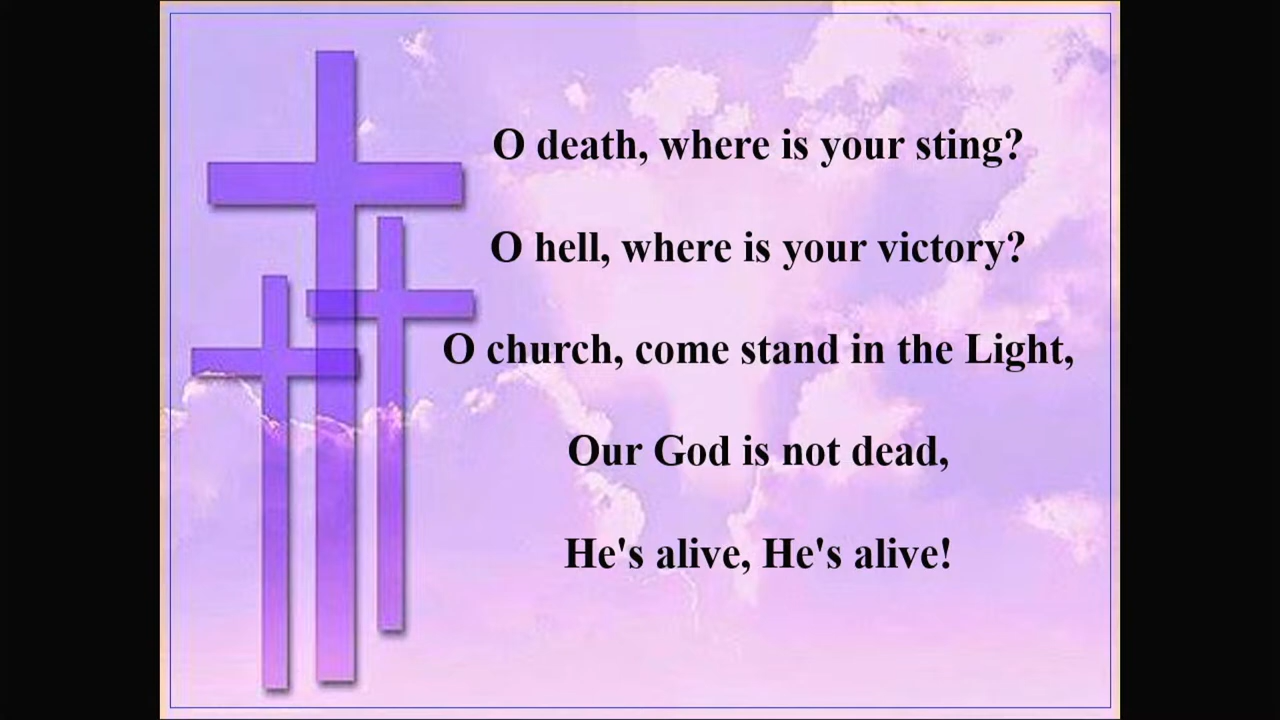 O death, where is your sting?
O hell, where is your victory?
O church, come stand in the Light,
Our God is not dead,
He's alive, He's alive!